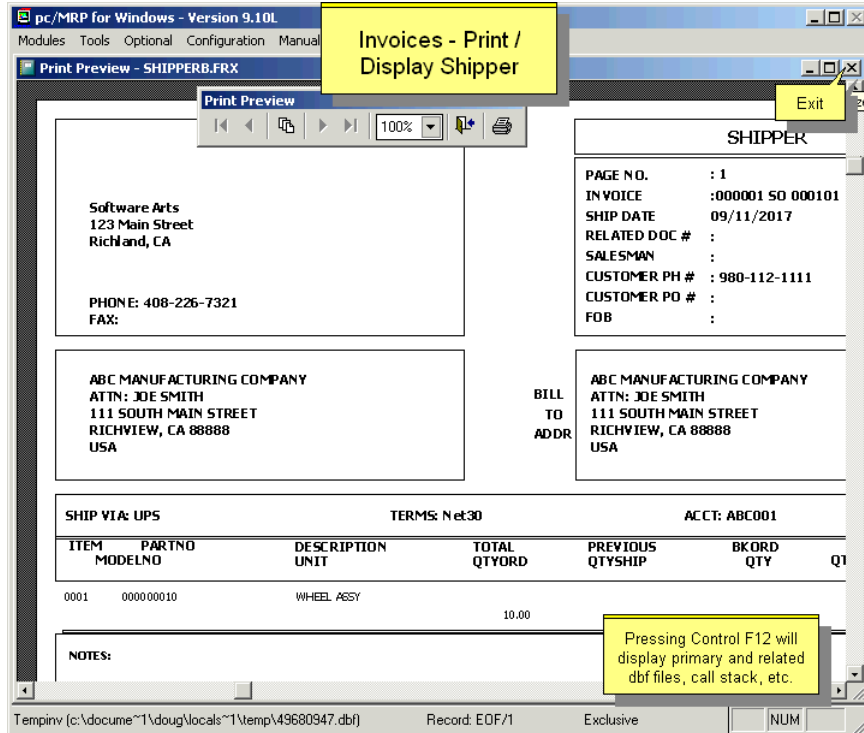 pc/MRP for Windows - Version 9.10L
Modules Tools Optional Configuration Manual
Invoices - Print /
Display Shipper
Print Preview - SHIPPERB.FRX
Exit
Print Preview
100%
SHIPPER
Software Arts
123 Main Street
Richland, CA
PHONE: 408-226-7321
FAX:
PAGE NO. : 1
INVOICE :000001 SO 000101
SHIP DATE 09/11/2017
RELATED DOC # :
SALESMAN :
CUSTOMER PH # : 980-112-1111
CUSTOMER PO # :
FOB :
ABC MANUFACTURING COMPANY
ATTN: JOE SMITH
111 SOUTH MAIN STREET
RICHVIEW, CA 88888
USA
BILL
TO
ADDR
ABC MANUFACTURING COMPANY
ATTN: JOE SMITH
111 SOUTH MAIN STREET
RICHVIEW, CA 88888
USA
SHIP VIA: UPS TERMS: Net30 ACCT: ABC001
ITEM PARTNO DESCRIPTION TOTAL PREVIOUS BKORD
MODELNO UNIT QTYORD QTYSHIP QTY
0001 000000010 WHEEL ASSY
10.00
NOTES:
Pressing Control F12 will
display primary and related
dbf files, call stack, etc.
Tempinv (c:\docume~1\doug\locals~1\temp\49680947.dbf) Record: EOF/1 Exclusive NUM